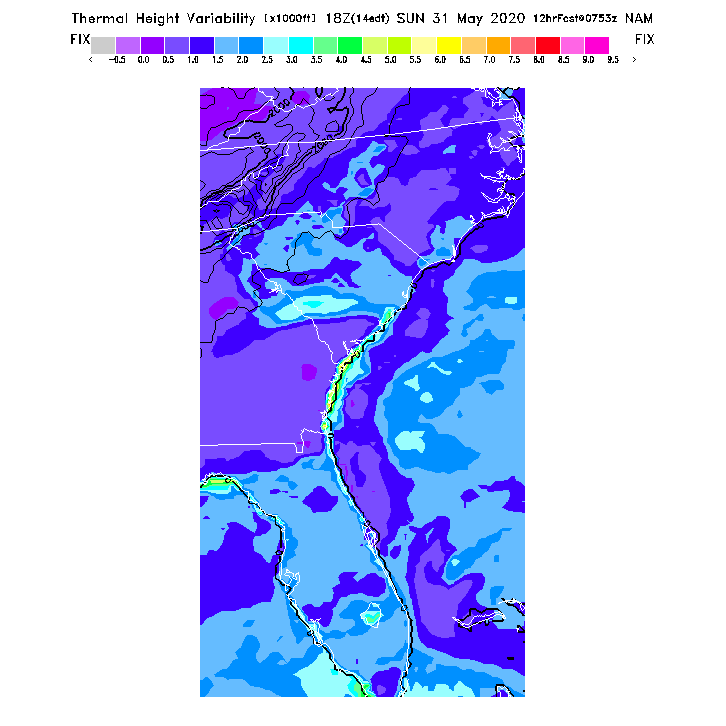 Thermal Height Variability [x1000ft] 18Z(14edt) SUN 31 May 2020 12hrFcst@0753z NAM
FIX FIX
< -0.5 0.0 0.5 1.0 1.5 2.0 2.5 3.0 3.5 4.0 4.5 5.0 5.5 6.0 6.5 7.0 7.5 8.0 8.5 9.0 9.5 >
2000